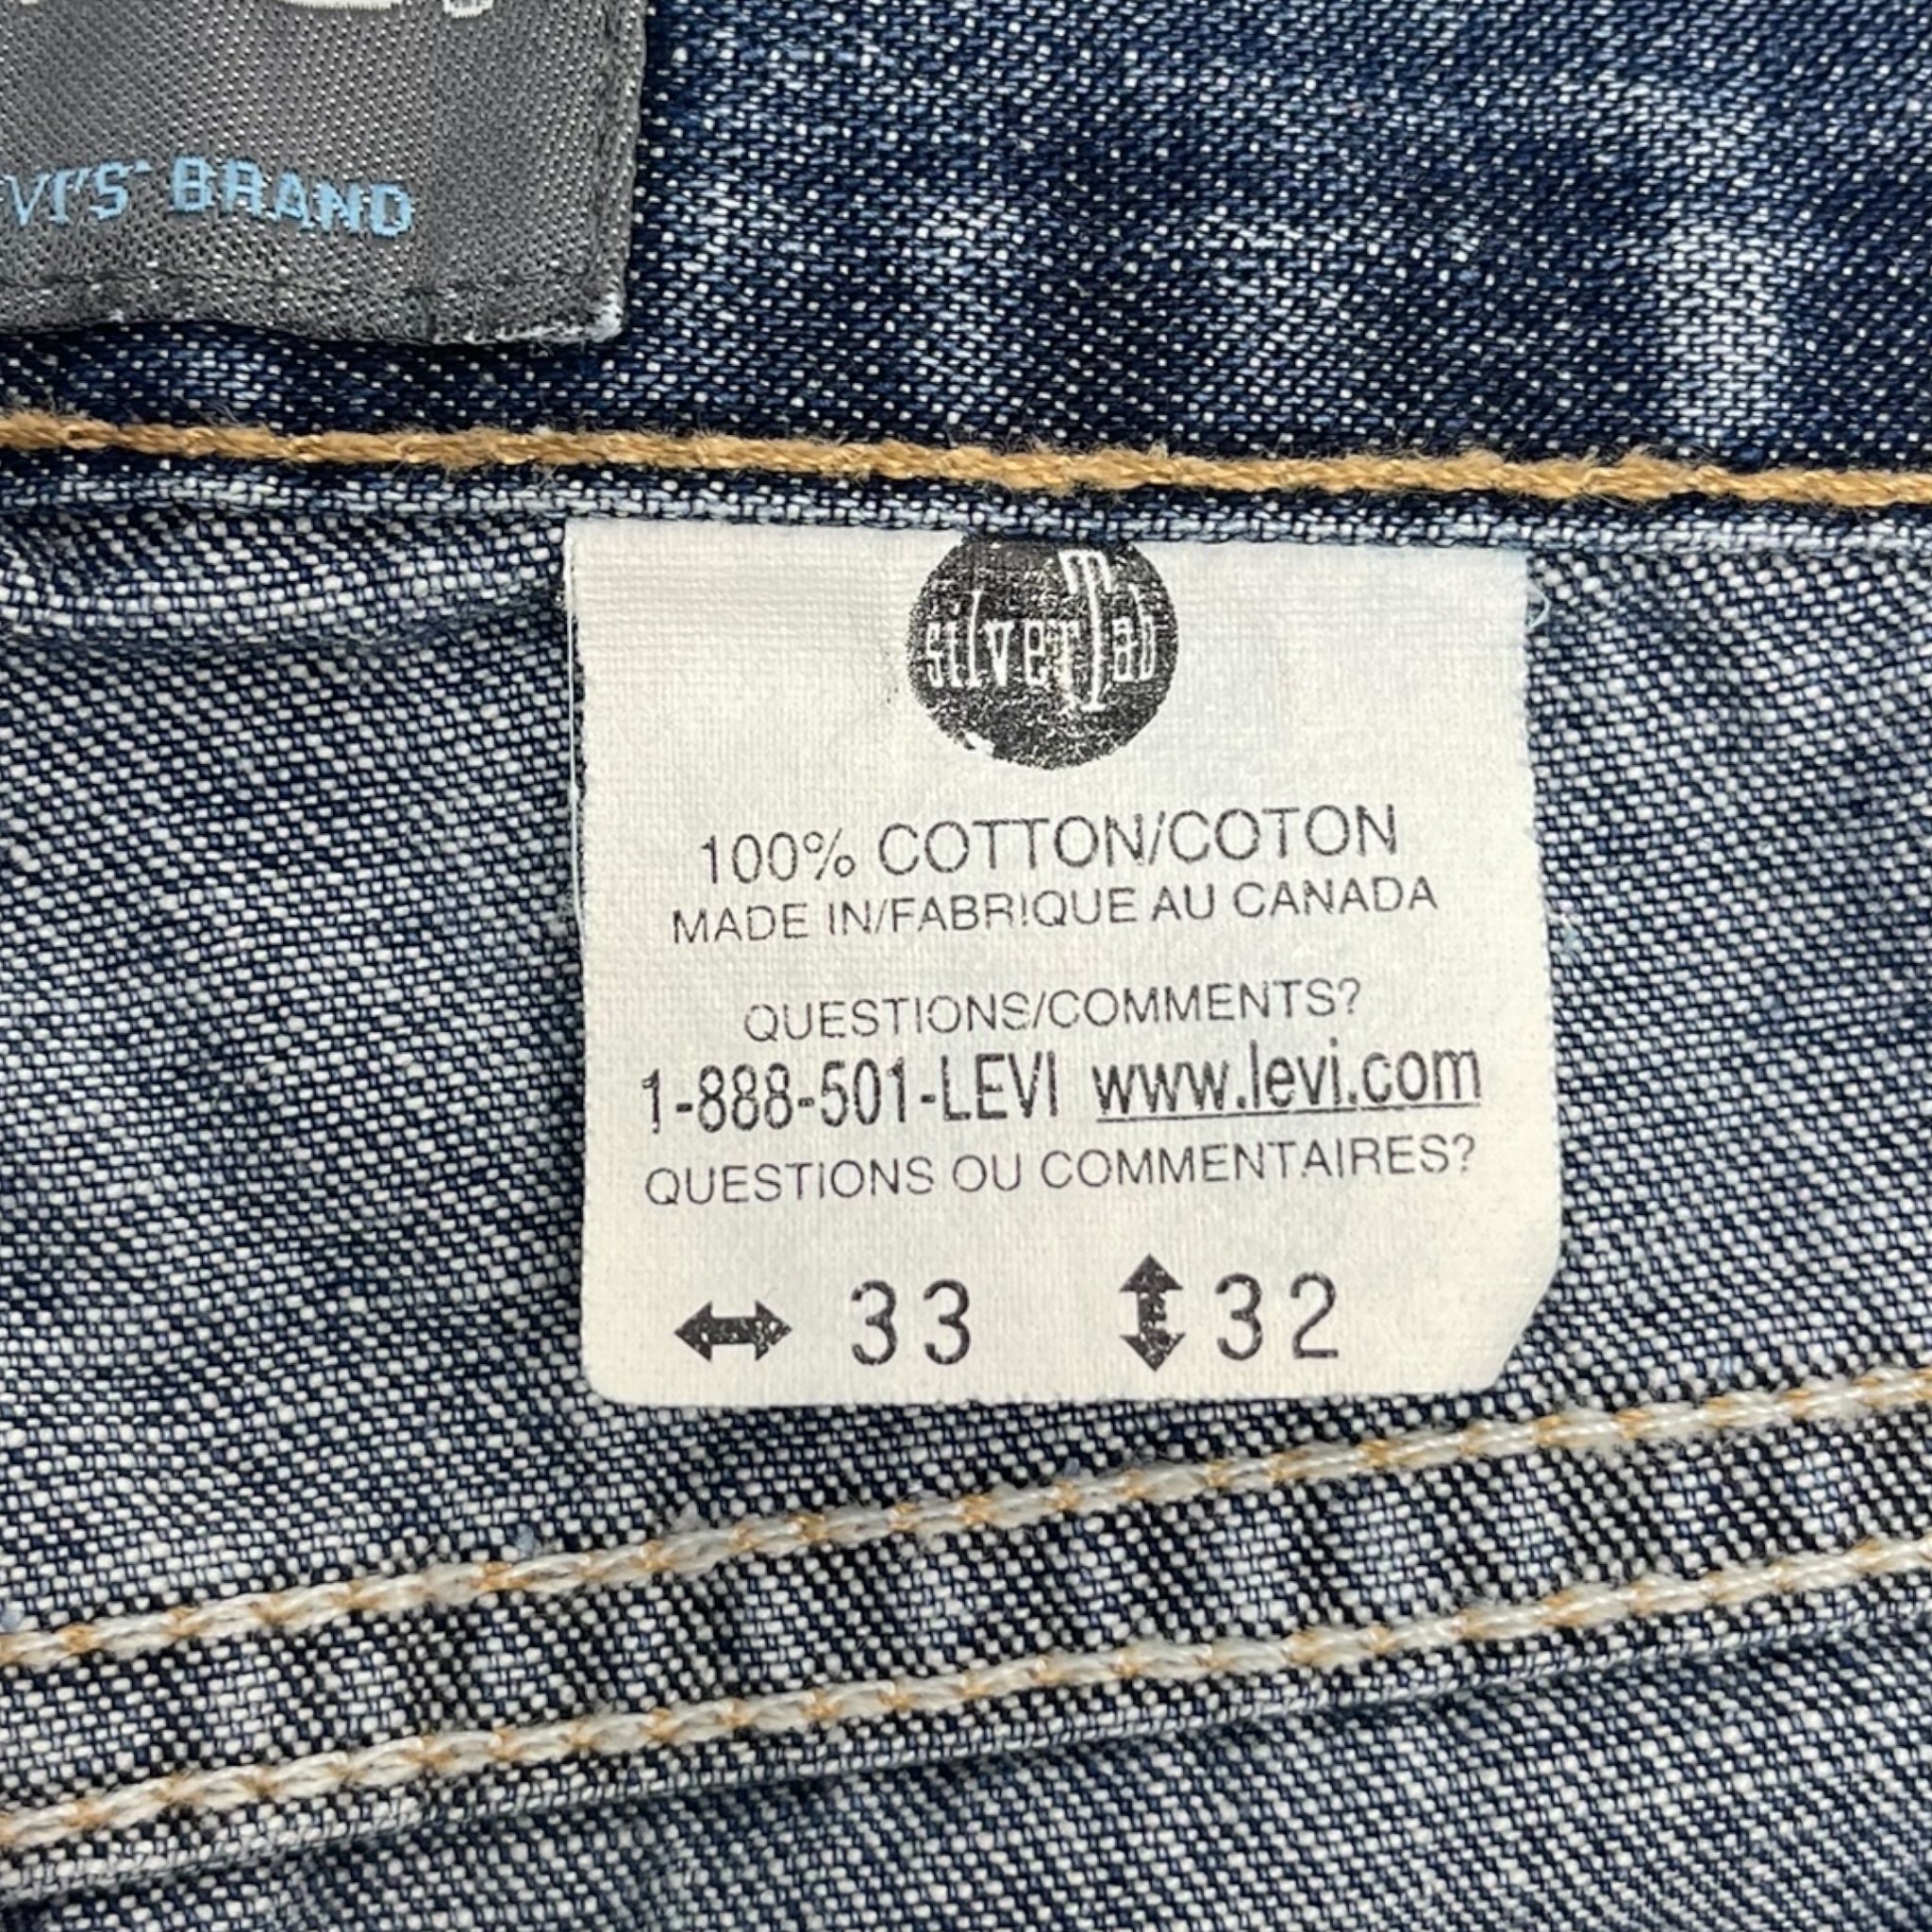 LEVI'S BRAND
silverTab
100% COTTON/COTON
MADE IN/FABRIQUE AU CANADA
QUESTIONS/COMMENTS?
1-888-501-LEVI www.levi.com
QUESTIONS OU COMMENTAIRES?
33 32